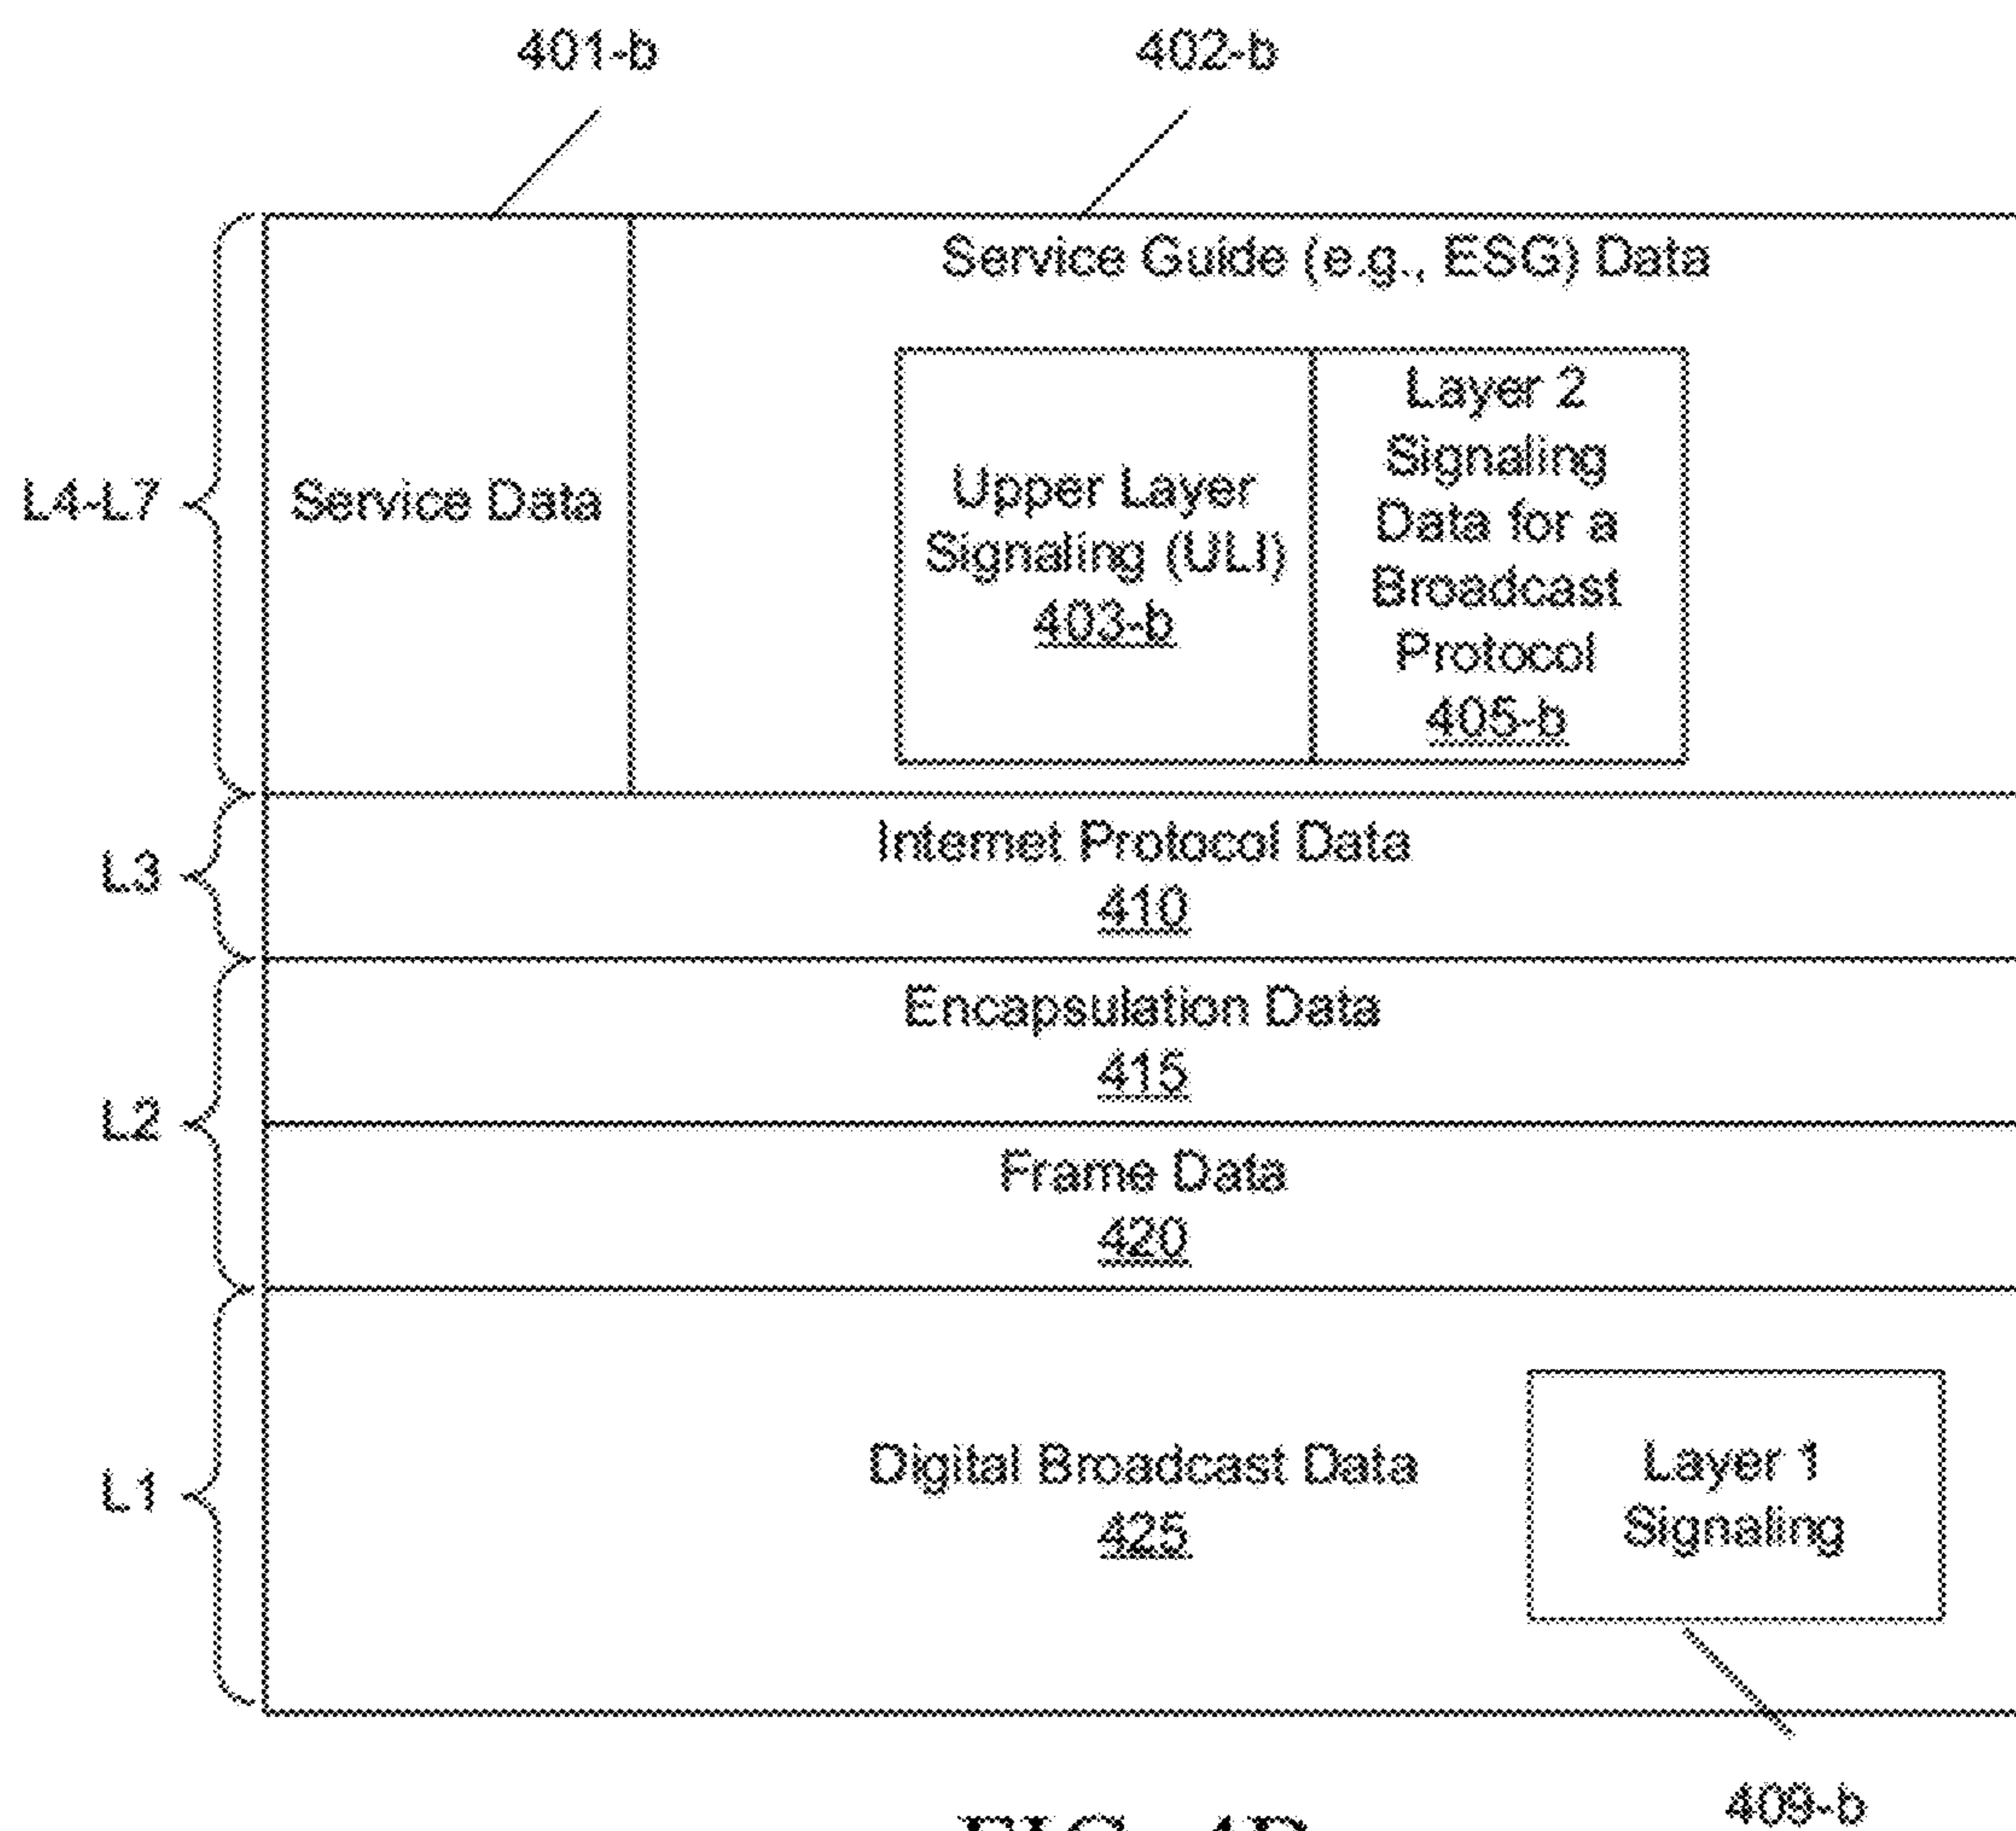 401-b
402-b
Service Guide (e.g., ESG) Data
L4-L7
Service Data
Upper Layer
Signaling (ULI)
403-b
Layer 2
Signaling
Data for a
Broadcast
Protocol
405-b
L3
Internet Protocol Data
410
L2
Encapsulation Data
415
Frame Data
420
L1
Digital Broadcast Data
425
Layer 1
Signaling
409-b